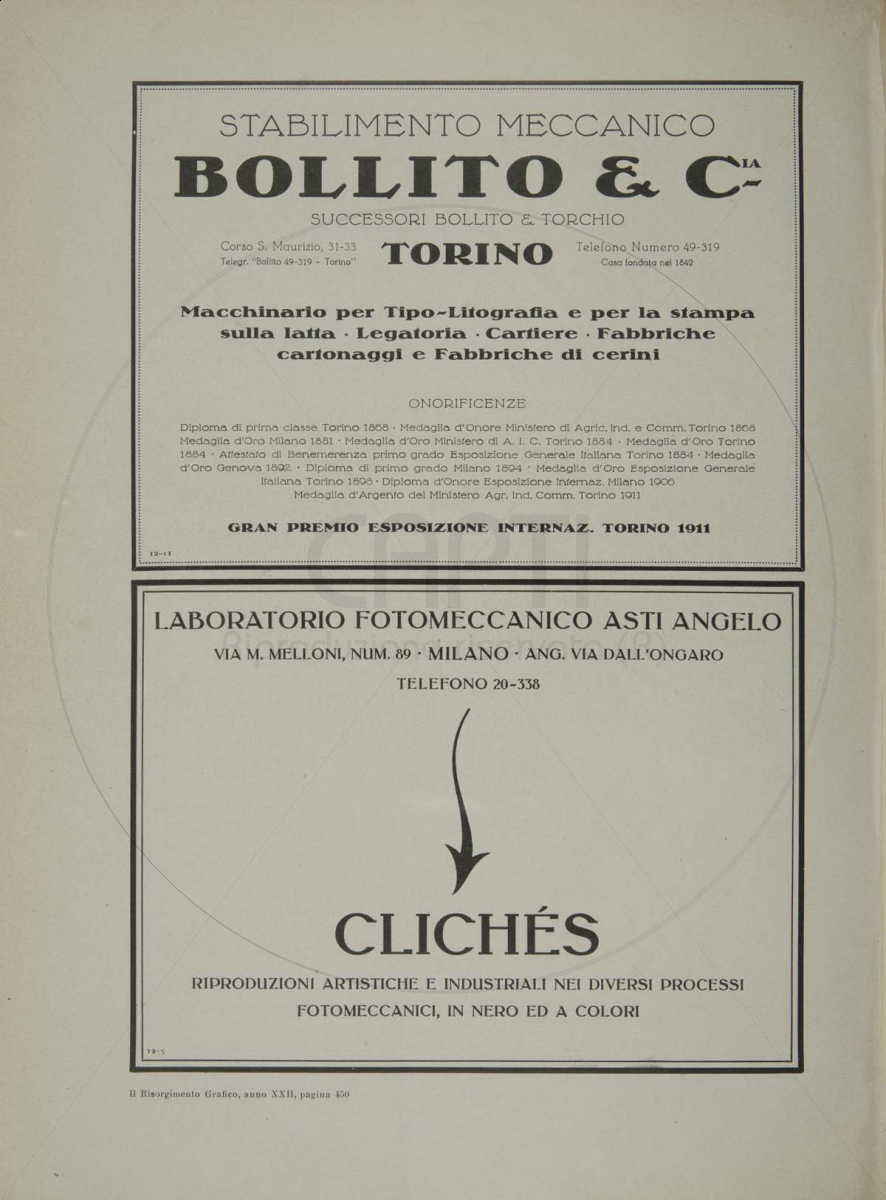 STABILIMENTO MECCANICO
BOLLITO & C.IA
SUCCESSORI BOLLITO & TORCHIO
Corso S. Maurizio, 31-33
Telegr. "Bollito 49-319 - Torino"
TORINO
Telefono Numero 49-319
Casa fondata nel 1842
Macchinario per Tipo-Litografia e per la stampa
sulla latta · Legatoria · Cartiere · Fabbriche
cartonaggi e Fabbriche di cerini
ONORIFICENZE
Diploma di prima classe Torino 1868 · Medaglia d'Onore Ministero di Agric. Ind. e Comm. Torino 1868
Medaglia d'Oro Milano 1881 · Medaglia d'Oro Ministero di A. I. C. Torino 1884 · Medaglia d'Oro Torino
1884 · Attestato di Benemerenza primo grado Esposizione Generale Italiana Torino 1884 · Medaglia
d'Oro Genova 1892 · Diploma di primo grado Milano 1894 · Medaglia d'Oro Esposizione Generale
Italiana Torino 1898 · Diploma d'Onore Esposizione Internaz. Milano 1906
Medaglia d'Argento del Ministero Agr. Ind. Comm. Torino 1911
GRAN PREMIO ESPOSIZIONE INTERNAZ. TORINO 1911
12-11
LABORATORIO FOTOMECCANICO ASTI ANGELO
VIA M. MELLONI, NUM. 89 · MILANO · ANG. VIA DALL'ONGARO
TELEFONO 20-338
CLICHÉS
RIPRODUZIONI ARTISTICHE E INDUSTRIALI NEI DIVERSI PROCESSI
FOTOMECCANICI, IN NERO ED A COLORI
12-5
Il Risorgimento Grafico, anno XXII, pagina 450